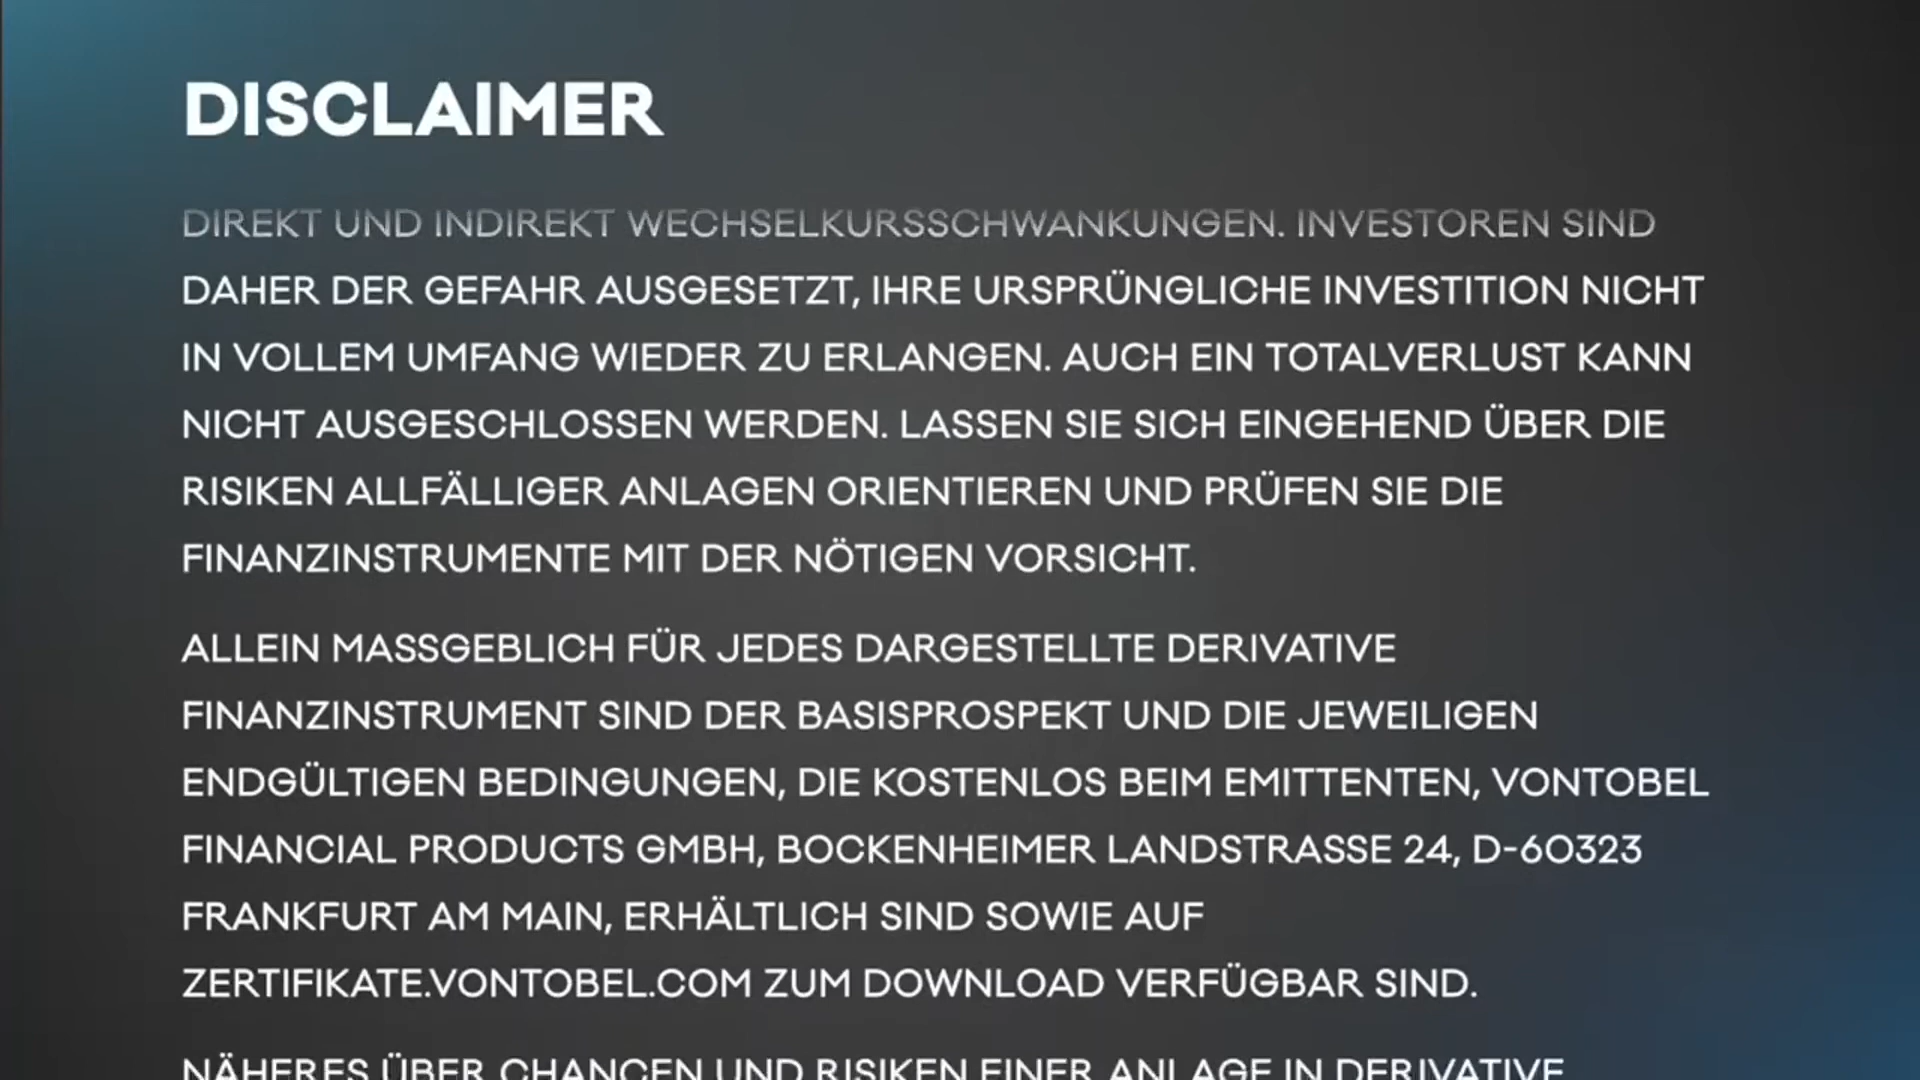 DISCLAIMER
DIREKT UND INDIREKT WECHSELKURSSCHWANKUNGEN. INVESTOREN SIND
DAHER DER GEFAHR AUSGESETZT, IHRE URSPRÜNGLICHE INVESTITION NICHT
IN VOLLEM UMFANG WIEDER ZU ERLANGEN. AUCH EIN TOTALVERLUST KANN
NICHT AUSGESCHLOSSEN WERDEN. LASSEN SIE SICH EINGEHEND ÜBER DIE
RISIKEN ALLFÄLLIGER ANLAGEN ORIENTIEREN UND PRÜFEN SIE DIE
FINANZINSTRUMENTE MIT DER NÖTIGEN VORSICHT.
ALLEIN MASSGEBLICH FÜR JEDES DARGESTELLTE DERIVATIVE
FINANZINSTRUMENT SIND DER BASISPROSPEKT UND DIE JEWEILIGEN
ENDGÜLTIGEN BEDINGUNGEN, DIE KOSTENLOS BEIM EMITTENTEN, VONTOBEL
FINANCIAL PRODUCTS GMBH, BOCKENHEIMER LANDSTRASSE 24, D-60323
FRANKFURT AM MAIN, ERHÄLTLICH SIND SOWIE AUF
ZERTIFIKATE.VONTOBEL.COM ZUM DOWNLOAD VERFÜGBAR SIND.
NÄHERES ÜBER CHANCEN UND RISIKEN EINER ANLAGE IN DERIVATIVE